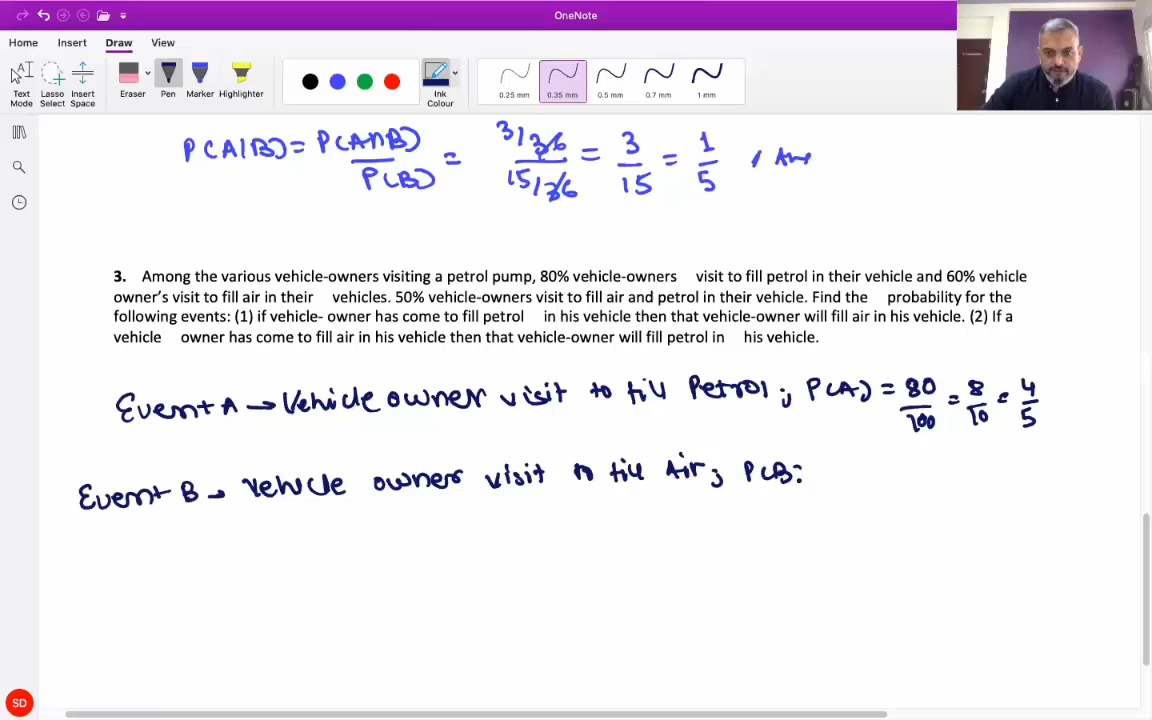 OneNote
Home Insert Draw View
Text Mode Lasso Select Insert Space Eraser Pen Marker Highlighter Ink Colour 0.25 mm 0.35 mm 0.5 mm 0.7 mm 1 mm
P(A|B) = P(A∩B) / P(B) = 3/36 / 15/36 = 3/15 = 1/5 , Ans
3. Among the various vehicle-owners visiting a petrol pump, 80% vehicle-owners visit to fill petrol in their vehicle and 60% vehicle
owner's visit to fill air in their vehicles. 50% vehicle-owners visit to fill air and petrol in their vehicle. Find the probability for the
following events: (1) if vehicle- owner has come to fill petrol in his vehicle then that vehicle-owner will fill air in his vehicle. (2) If a
vehicle owner has come to fill air in his vehicle then that vehicle-owner will fill petrol in his vehicle.
Event A → Vehicle owner visit to fill Petrol ; P(A) = 80/100 = 8/10 = 4/5
Event B → Vehicle owner visit to fill Air ; P(B:
SD